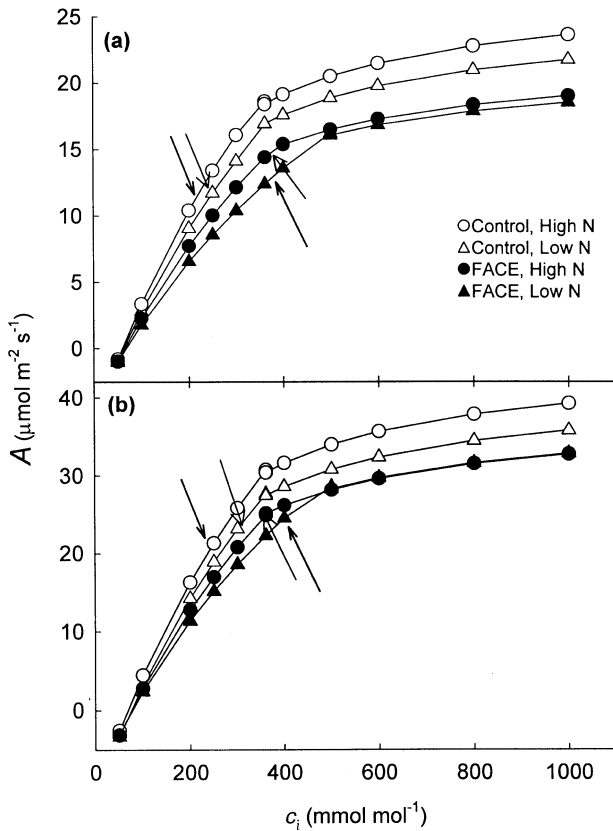 25
(a)
20
15
10
5
0
Control, High N
Control, Low N
FACE, High N
FACE, Low N
A (μmol m⁻² s⁻¹)
40
(b)
30
20
10
0
0 200 400 600 800 1000
cᵢ (mmol mol⁻¹)